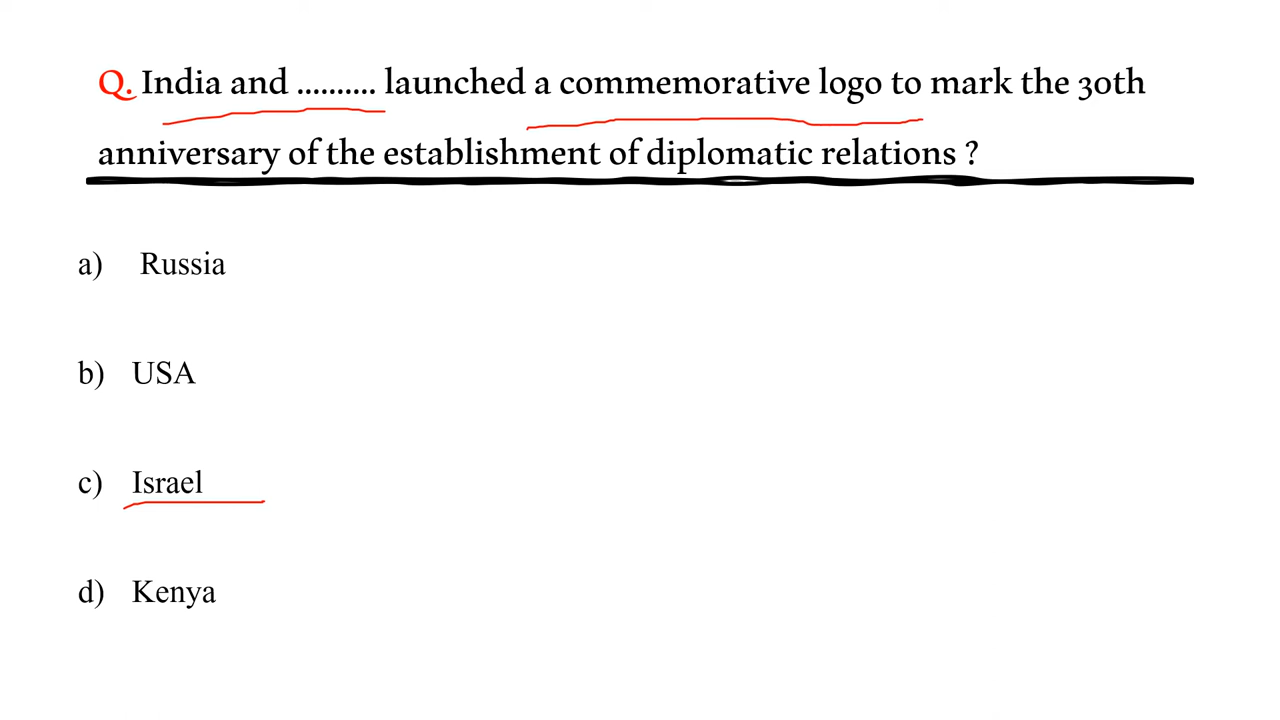 Q. India and .......... launched a commemorative logo to mark the 30th
anniversary of the establishment of diplomatic relations ?
a) Russia
b) USA
c) Israel
d) Kenya